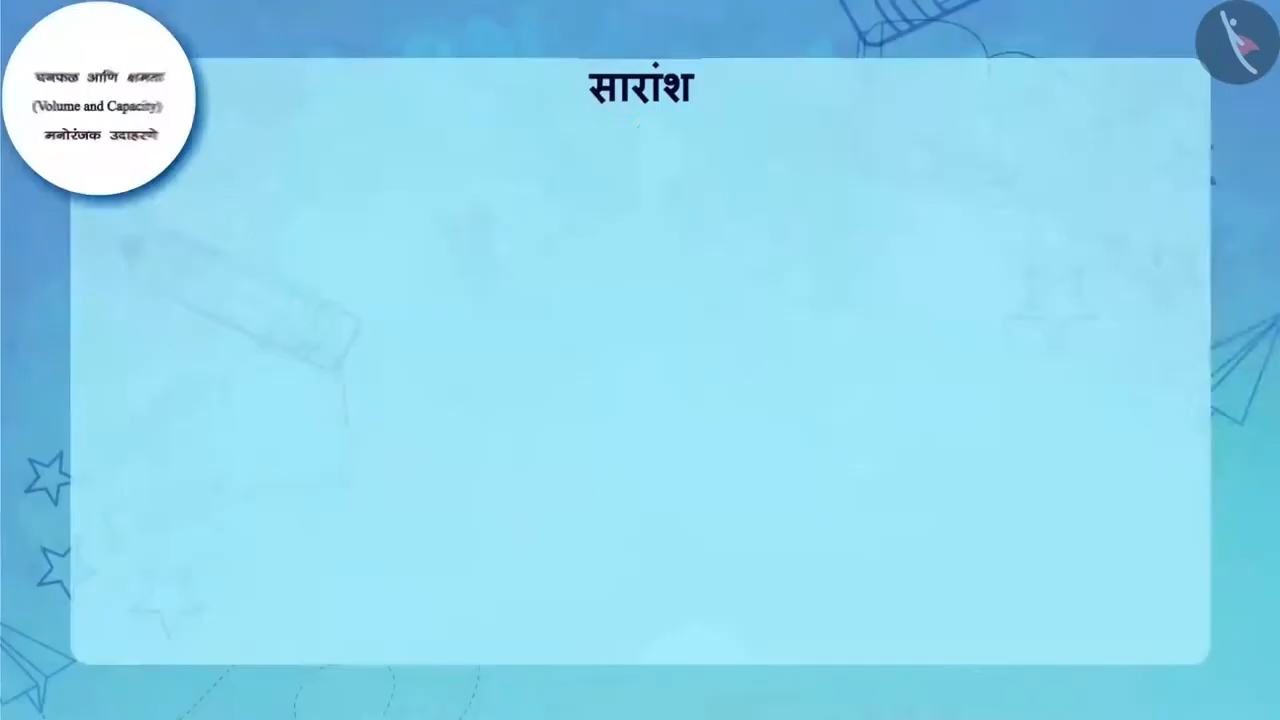 घनफळ आणि क्षमता
(Volume and Capacity)
मनोरंजक उदाहरणे
सारांश